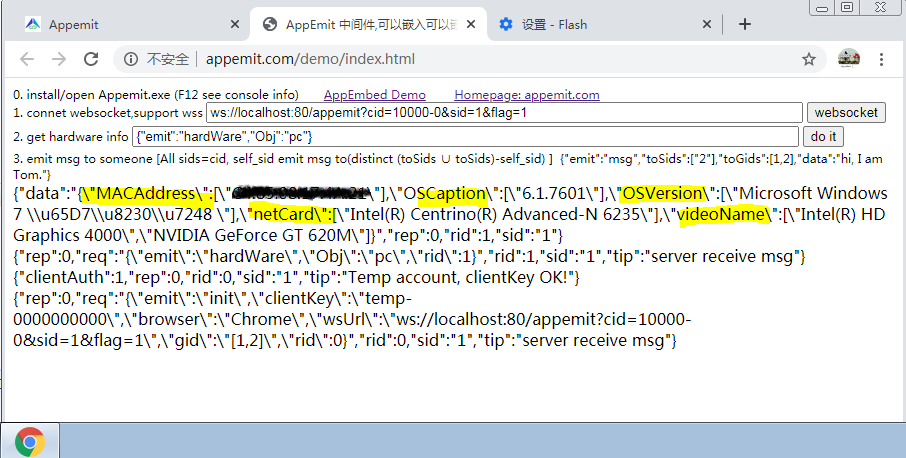 Appemit
AppEmit 中间件,可以嵌入可以
设置 - Flash
不安全 appemit.com/demo/index.html
0. install/open Appemit.exe (F12 see console info) AppEmbed Demo Homepage: appemit.com
1. connet websocket,support wss ws://localhost:80/appemit?cid=10000-0&sid=1&flag=1 websocket
2. get hardware info {"emit":"hardWare","Obj":"pc"} do it
3. emit msg to someone [All sids=cid, self_sid emit msg to(distinct (toSids ∪ toSids)-self_sid) ] {"emit":"msg","toSids":["2"],"toGids":[1,2],"data":"hi, I am
Tom."}
{"data":"{\"MACAddress\":[\" \"],\"OSCaption\":[\"6.1.7601\"],\"OSVersion\":[\"Microsoft Windows
7 \\u65D7\\u8230\\u7248 \"],\"netCard\":[\"Intel(R) Centrino(R) Advanced-N 6235\"],\"videoName\":[\"Intel(R) HD
Graphics 4000\",\"NVIDIA GeForce GT 620M\"]}","rep":0,"rid":1,"sid":"1"}
{"rep":0,"req":"{\"emit\":\"hardWare\",\"Obj\":\"pc\",\"rid\":1}","rid":1,"sid":"1","tip":"server receive msg"}
{"clientAuth":1,"rep":0,"rid":0,"sid":"1","tip":"Temp account, clientKey OK!"}
{"rep":0,"req":"{\"emit\":\"init\",\"clientKey\":\"temp-
0000000000\",\"browser\":\"Chrome\",\"wsUrl\":\"ws://localhost:80/appemit?cid=10000-
0&sid=1&flag=1\",\"gid\":\"[1,2]\",\"rid\":0}","rid":0,"sid":"1","tip":"server receive msg"}